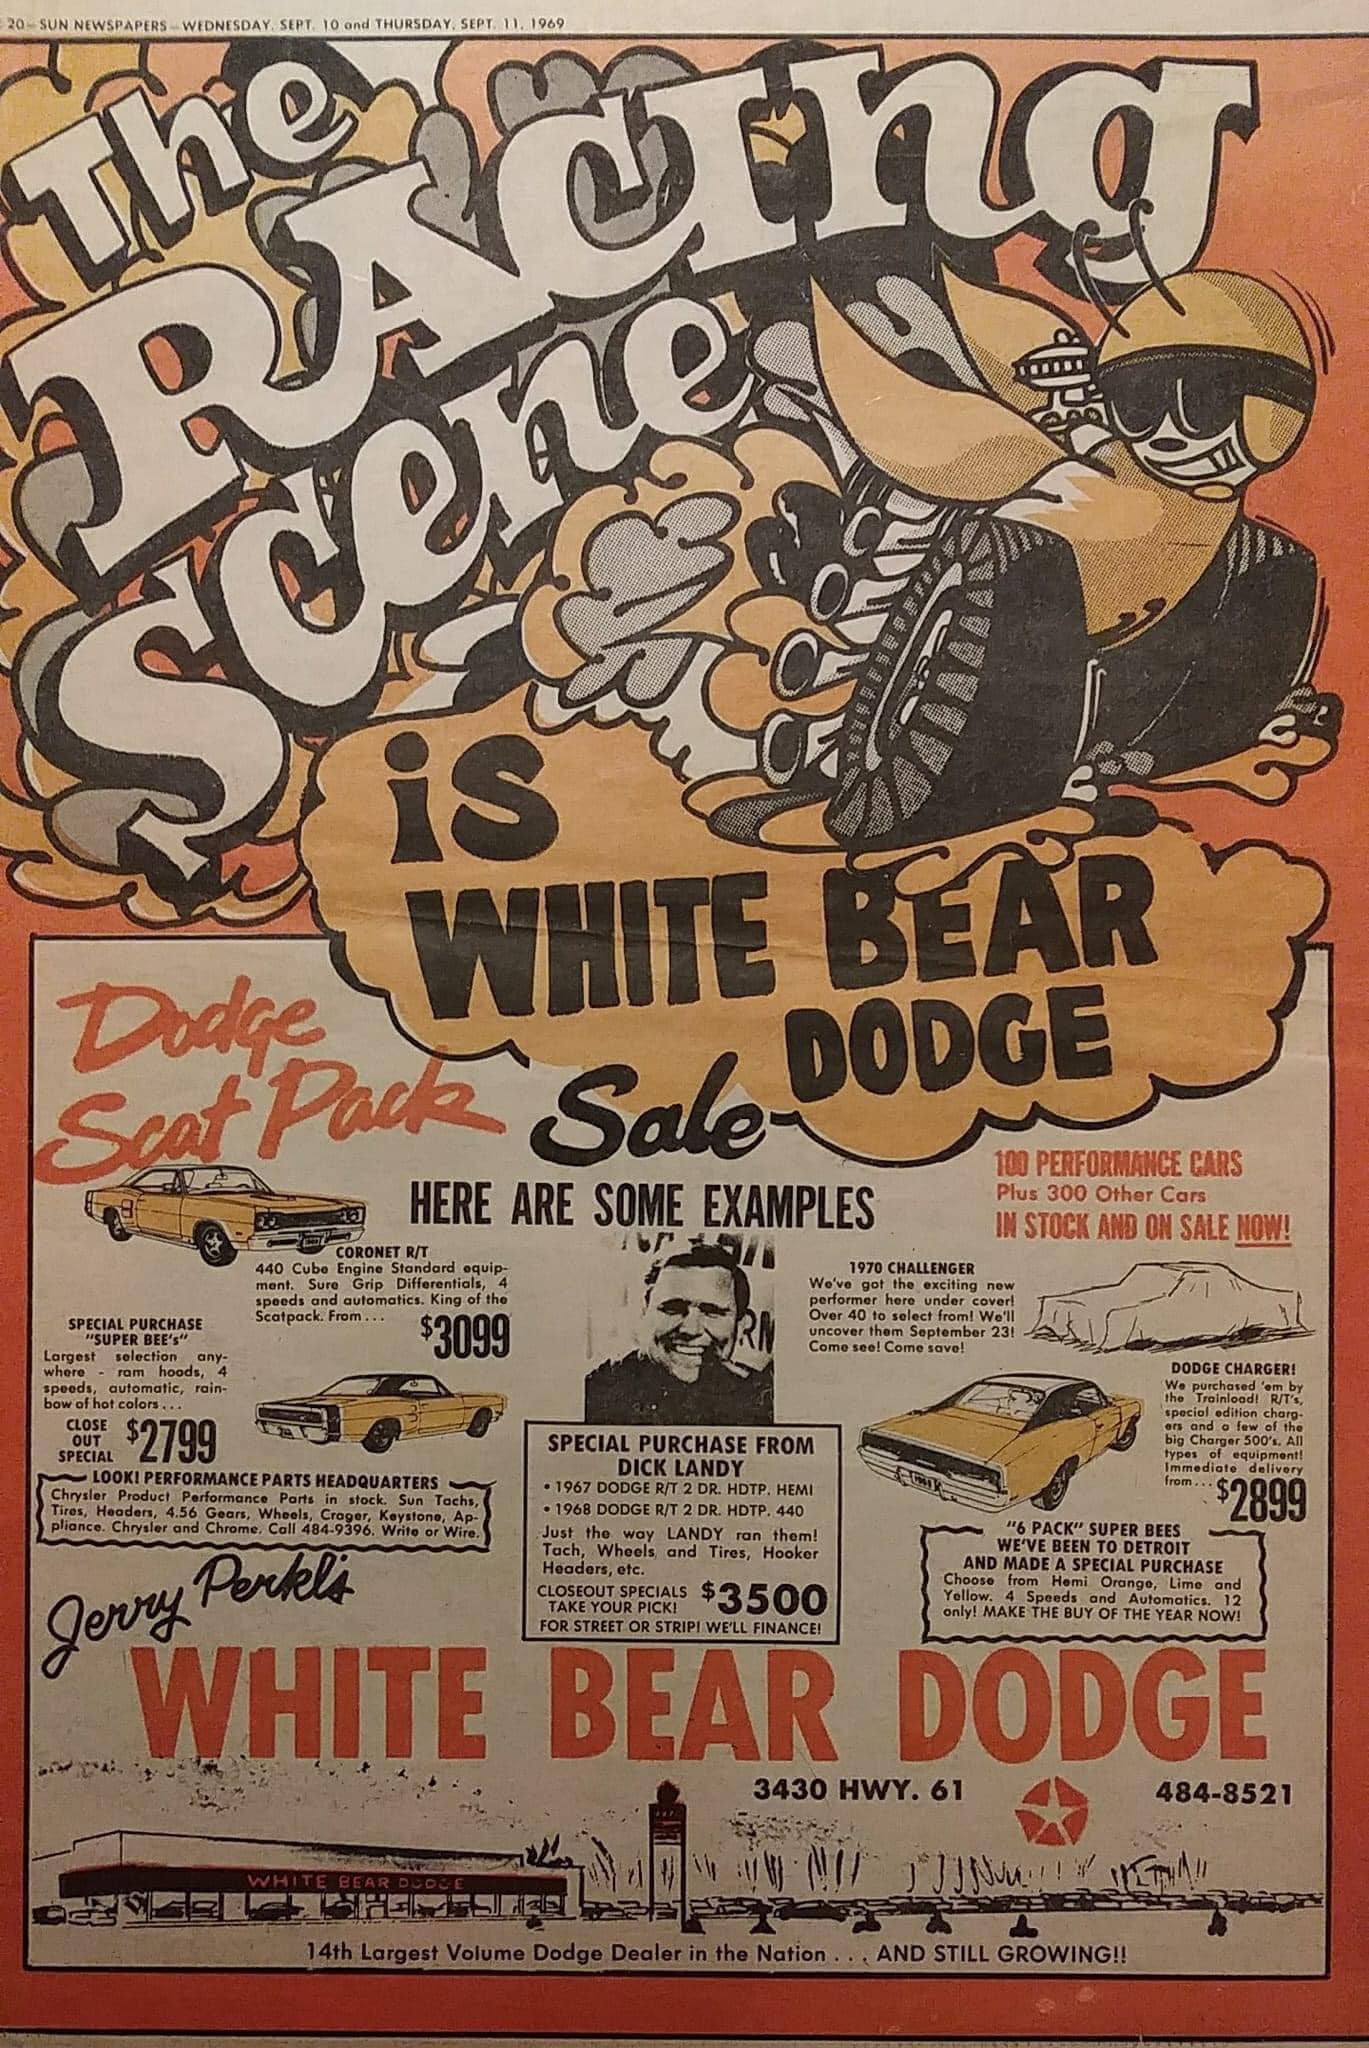 20-SUN NEWSPAPERS-WEDNESDAY, SEPT. 10 and THURSDAY, SEPT. 11, 1969
The
RACing
Scene
is
WHITE BEAR
DODGE
Dodge
Scat Pack
Sale
HERE ARE SOME EXAMPLES
100 PERFORMANCE CARS
Plus 300 Other Cars
IN STOCK AND ON SALE NOW!
CORONET R/T
440 Cube Engine Standard equip-
ment. Sure Grip Differentials, 4
speeds and automatics. King of the
Scatpack. From...
$3099
SPECIAL PURCHASE
"SUPER BEE's"
Largest selection any-
where - ram hoods, 4
speeds, automatic, rain-
bow of hot colors...
CLOSE
OUT
SPECIAL
$2799
LOOK! PERFORMANCE PARTS HEADQUARTERS
Chrysler Product Performance Parts in stock. Sun Tachs,
Tires, Headers, 4.56 Gears, Wheels, Crager, Keystone, Ap-
pliance. Chrysler and Chrome. Call 484-9396. Write or Wire.
SPECIAL PURCHASE FROM
DICK LANDY
• 1967 DODGE R/T 2 DR. HDTP. HEMI
• 1968 DODGE R/T 2 DR. HDTP. 440
Just the way LANDY ran them!
Tach, Wheels and Tires, Hooker
Headers, etc.
CLOSEOUT SPECIALS
TAKE YOUR PICK!
$3500
FOR STREET OR STRIP! WE'LL FINANCE!
1970 CHALLENGER
We've got the exciting new
performer here under cover!
Over 40 to select from! We'll
uncover them September 23!
Come see! Come save!
DODGE CHARGER!
We purchased 'em by
the Trainload! R/T's,
special edition charg-
ers and a few of the
big Charger 500's. All
types of equipment!
Immediate delivery
from...
$2899
"6 PACK" SUPER BEES
WE'VE BEEN TO DETROIT
AND MADE A SPECIAL PURCHASE
Choose from Hemi Orange, Lime and
Yellow. 4 Speeds and Automatics. 12
only! MAKE THE BUY OF THE YEAR NOW!
Jerry Perkl's
WHITE BEAR DODGE
3430 HWY. 61
484-8521
WHITE BEAR DODGE
14th Largest Volume Dodge Dealer in the Nation . . . AND STILL GROWING!!